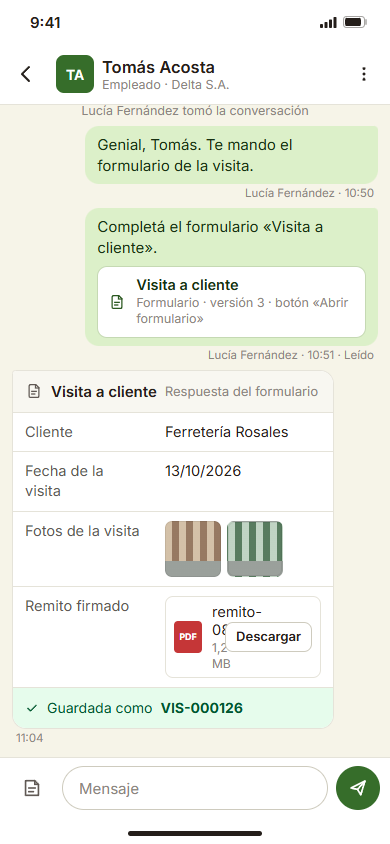 9:41
TA
Tomás Acosta
Empleado · Delta S.A.
Lucía Fernández tomó la conversación
Genial, Tomás. Te mando el
formulario de la visita.
Lucía Fernández · 10:50
Completá el formulario «Visita a
cliente».
Visita a cliente
Formulario · versión 3 · botón «Abrir
formulario»
Lucía Fernández · 10:51 · Leído
Visita a cliente Respuesta del formulario
Cliente Ferretería Rosales
Fecha de la
visita
13/10/2026
Fotos de la visita
Remito firmado
PDF
remito-
Descargar
MB
Guardada como VIS-000126
11:04
Mensaje